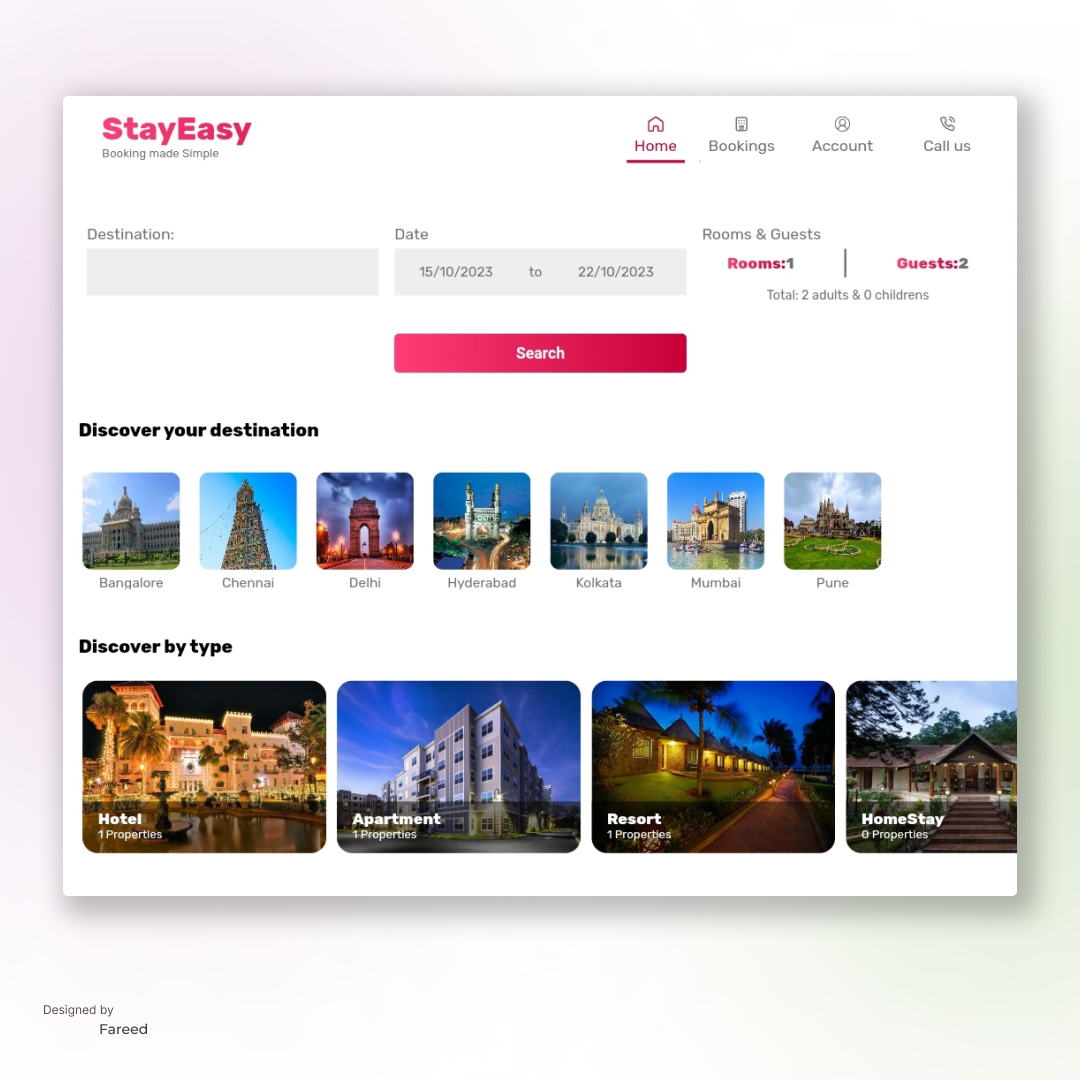 StayEasy
Booking made Simple
Home
Bookings
Account
Call us
Destination:
Date
Rooms & Guests
15/10/2023 to 22/10/2023
Rooms:1
Guests:2
Total: 2 adults & 0 childrens
Search
Discover your destination
Bangalore
Chennai
Delhi
Hyderabad
Kolkata
Mumbai
Pune
Discover by type
Hotel
1 Properties
Apartment
1 Properties
Resort
1 Properties
HomeStay
0 Properties
Designed by
Fareed